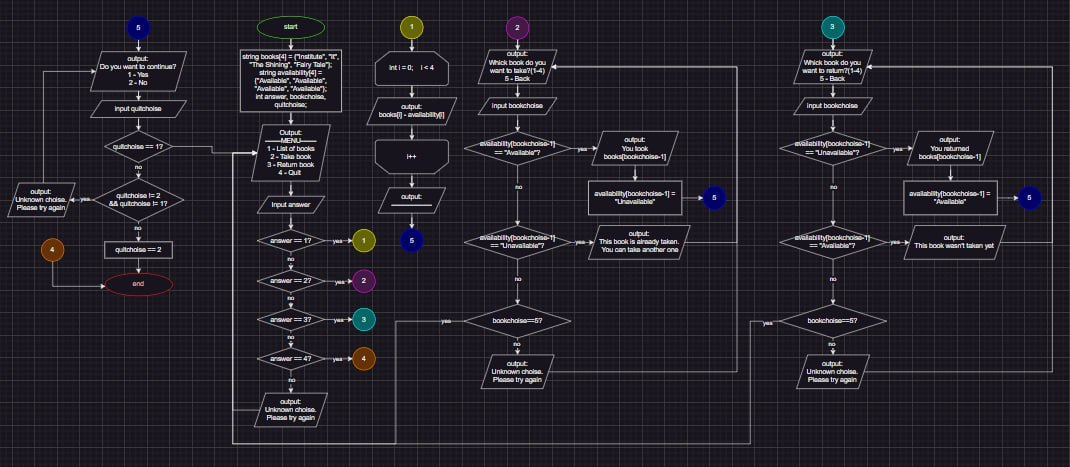 5
output:
Do you want to continue?
1 - Yes
2 - No
input quitchoise
quitchoise == 1?
no
quitchoise != 2
&& quitchoise != 1?
yes
output:
Unknown choise.
Please try again
no
quitchoise == 2
4
end
start
string books[4] = {"Institute", "It",
"The Shining", "Fairy Tale"};
string availability[4] =
{"Available", "Available",
"Available", "Available"};
int answer, bookchoise,
quitchoise;
Output:
MENU
1 - List of books
2 - Take book
3 - Return book
4 - Quit
Input answer
answer == 1?
yes
1
no
answer == 2?
yes
2
no
answer == 3?
yes
3
no
answer == 4?
yes
4
no
output:
Unknown choise.
Please try again
1
int i = 0; i < 4
output:
books[i] - availability[i]
i++
output:
5
2
output:
Which book do you
want to take?(1-4)
5 - Back
input bookchoise
availability[bookchoise-1]
== "Available"?
yes
output:
You took
books[bookchoise-1]
availability[bookchoise-1] =
"Unavailable"
5
no
availability[bookchoise-1]
== "Unavailable"?
yes
output:
This book is already taken.
You can take another one
no
bookchoise==5?
yes
no
output:
Unknown choise.
Please try again
3
output:
Which book do you
want to return?(1-4)
5 - Back
input bookchoise
availability[bookchoise-1]
== "Unavailable"?
yes
output:
You returned
books[bookchoise-1]
availability[bookchoise-1] =
"Available"
5
no
availability[bookchoise-1]
== "Available"?
yes
output:
This book wasn't taken yet
no
bookchoise==5?
yes
no
output:
Unknown choise.
Please try again